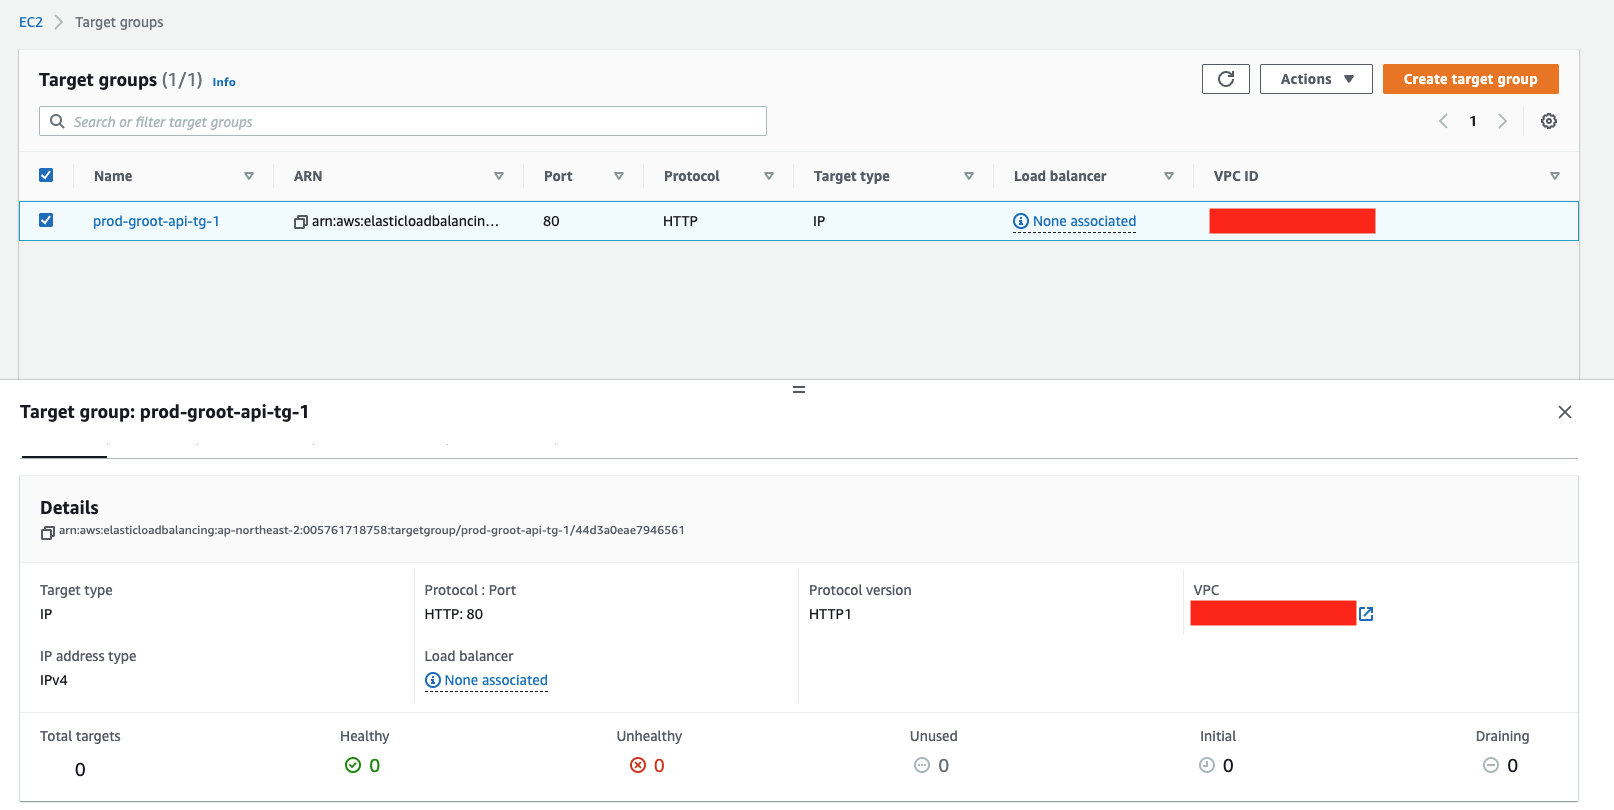 EC2 > Target groups
Target groups (1/1) Info
Actions
Create target group
Search or filter target groups
1
Name ARN Port Protocol Target type Load balancer VPC ID
prod-groot-api-tg-1 arn:aws:elasticloadbalancin... 80 HTTP IP None associated
Target group: prod-groot-api-tg-1
Details
arn:aws:elasticloadbalancing:ap-northeast-2:005761718758:targetgroup/prod-groot-api-tg-1/44d3a0eae7946561
Target type Protocol : Port Protocol version VPC
IP HTTP: 80 HTTP1
IP address type Load balancer
IPv4 None associated
Total targets Healthy Unhealthy Unused Initial Draining
0 0 0 0 0 0